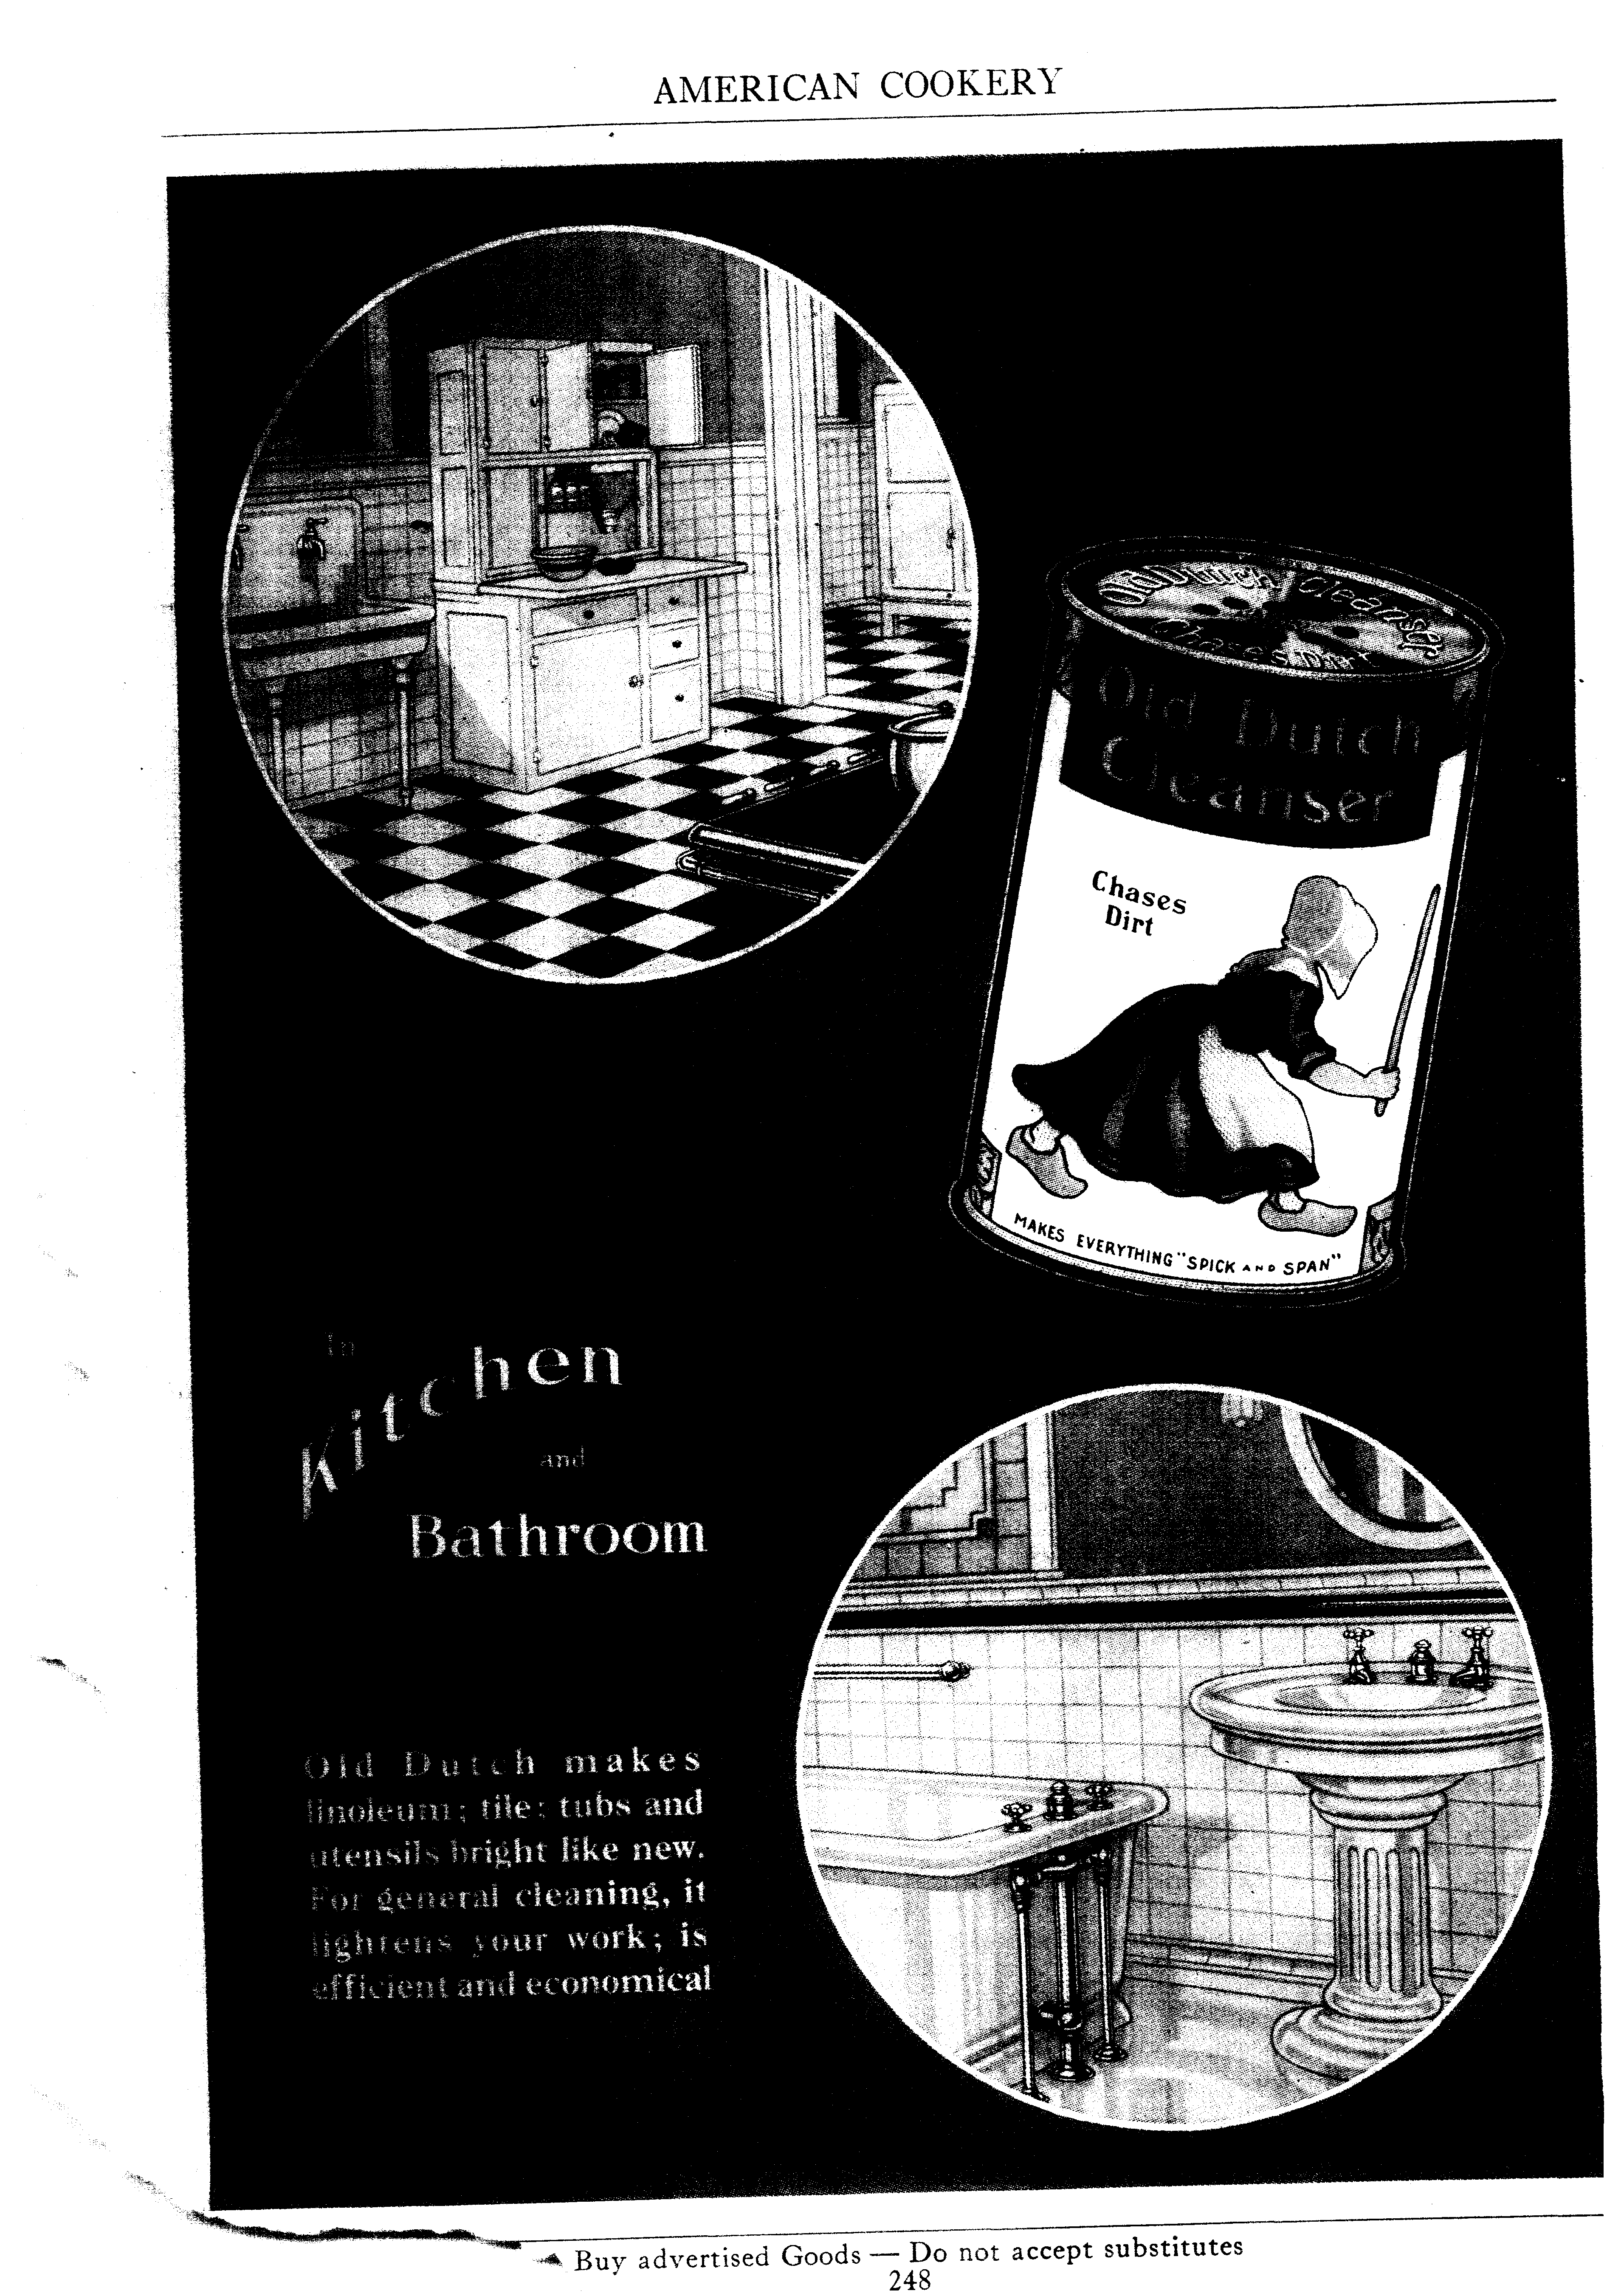 AMERICAN COOKERY
Old Dutch Cleanser
Chases Dirt
Old Dutch
Cleanser
Chases
Dirt
MAKES EVERYTHING "SPICK AND SPAN"
In
Kitchen
and
Bathroom
Old Dutch makes
linoleum; tile; tubs and
utensils bright like new.
For general cleaning, it
lightens your work; is
efficient and economical
Buy advertised Goods — Do not accept substitutes
248